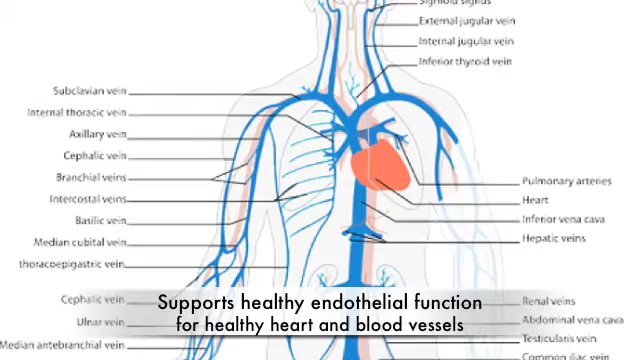 Sigmoid signus
External jugular vein
Internal jugular vein
Inferior thyroid vein
Subclavian vein
Internal thoracic vein
Axillary vein
Cephalic vein
Branchial veins
Intercostal veins
Basilic vein
Median cubital vein
thoracoepigastric vein
Cephalic vein
Ulnar vein
Median antebranchial vein
Pulmonary arteries
Heart
Inferior vena cava
Hepatic veins
Renal veins
Abdominal vena cava
Testicularis vein
Common iliac vein
Supports healthy endothelial function
for healthy heart and blood vessels